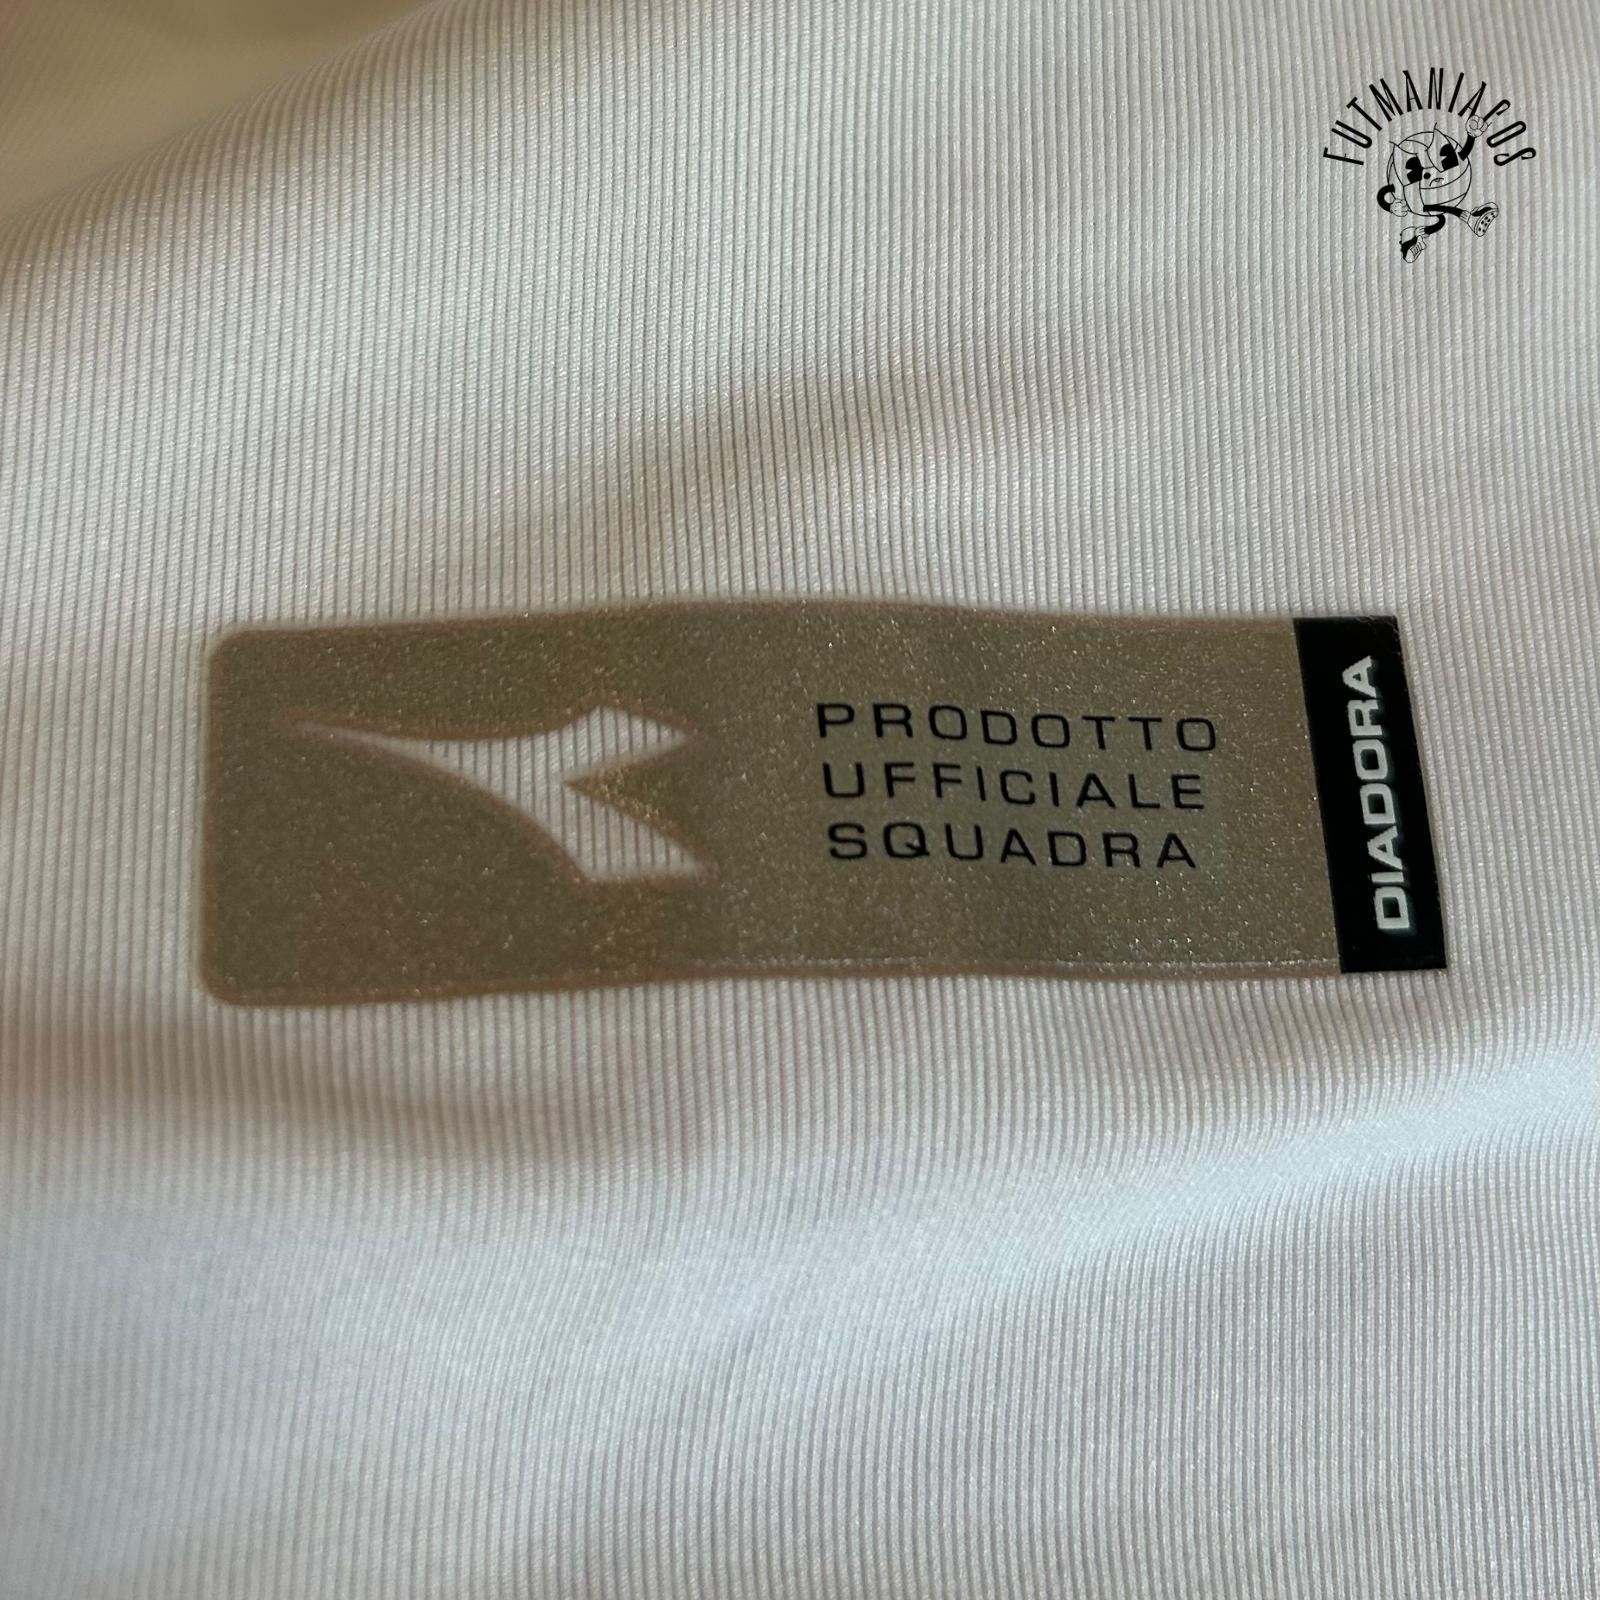 FUTMANIACOS
PRODOTTO
UFFICIALE
SQUADRA
DIADORA